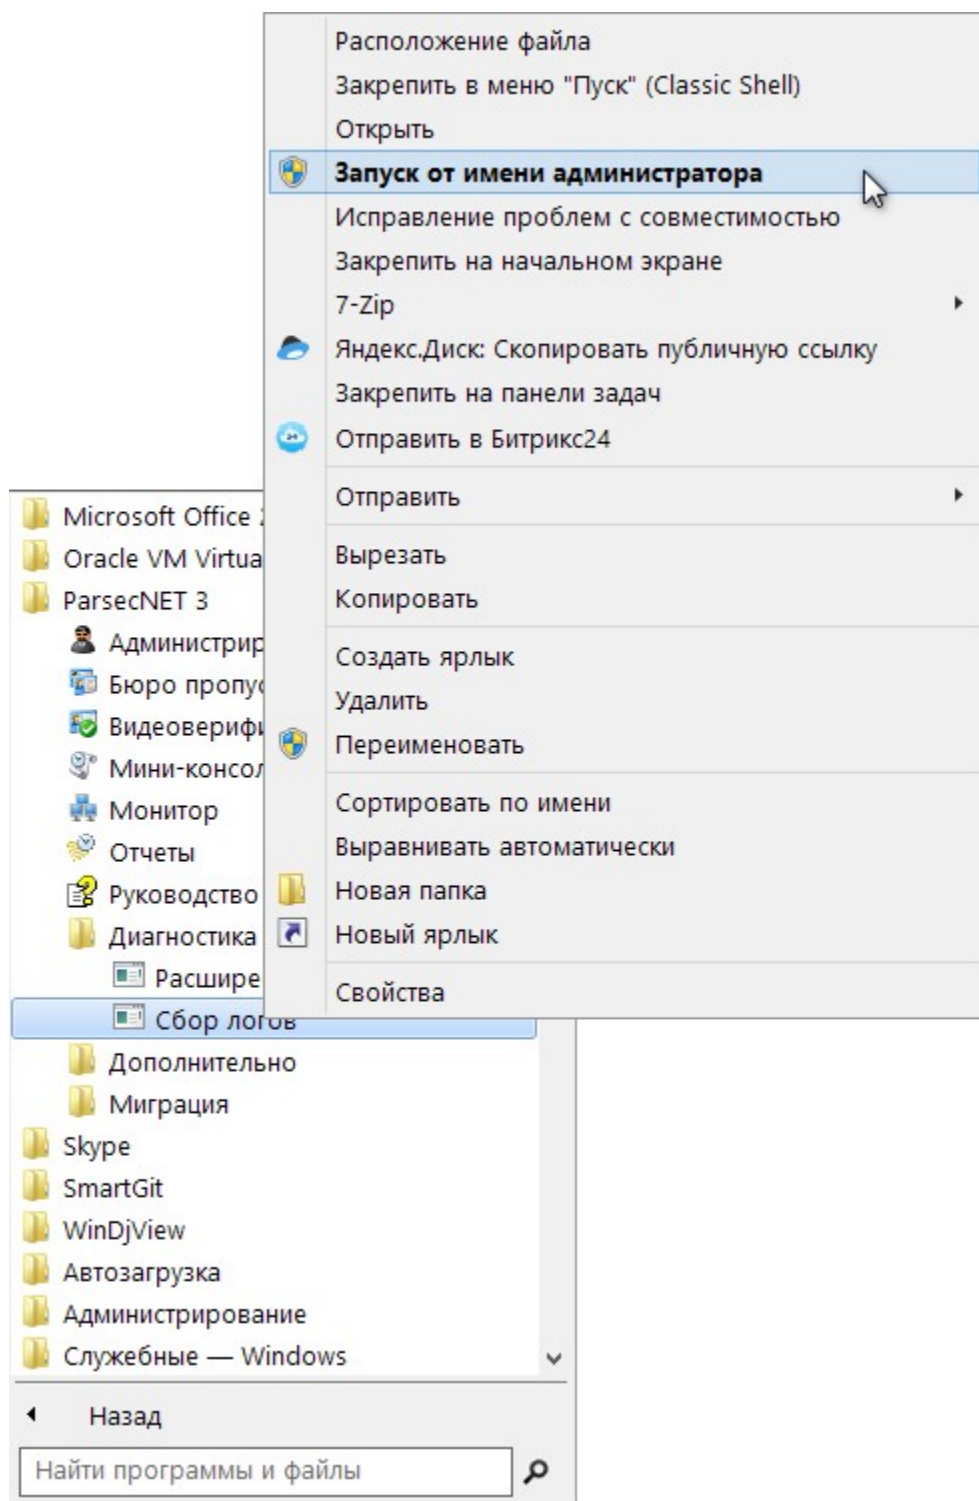 Расположение файла
Закрепить в меню "Пуск" (Classic Shell)
Открыть
Запуск от имени администратора
Исправление проблем с совместимостью
Закрепить на начальном экране
7-Zip
Яндекс.Диск: Скопировать публичную ссылку
Закрепить на панели задач
Отправить в Битрикс24
Отправить
Вырезать
Копировать
Создать ярлык
Удалить
Переименовать
Сортировать по имени
Выравнивать автоматически
Новая папка
Новый ярлык
Свойства
Microsoft Office
Oracle VM Virtua
ParsecNET 3
Администрир
Бюро пропус
Видеоверифи
Мини-консол
Монитор
Отчеты
Руководство
Диагностика
Расшире
Сбор логов
Дополнительно
Миграция
Skype
SmartGit
WinDjView
Автозагрузка
Администрирование
Служебные — Windows
Назад
Найти программы и файлы